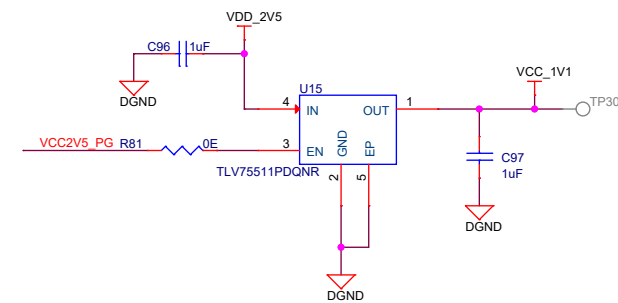 VDD_2V5
C96 1uF
DGND
U15
VCC_1V1
4 IN OUT 1
TP30
VCC2V5_PG R81 0E 3 EN
GND
EP
C97
1uF
TLV75511PDQNR
2
5
DGND
DGND